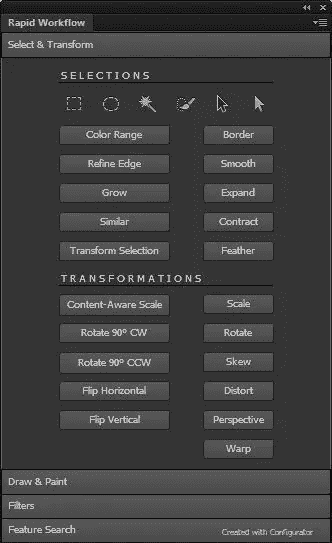 Rapid Workflow
Select & Transform
SELECTIONS
Color Range Border
Refine Edge Smooth
Grow Expand
Similar Contract
Transform Selection Feather
TRANSFORMATIONS
Content-Aware Scale Scale
Rotate 90º CW Rotate
Rotate 90º CCW Skew
Flip Horizontal Distort
Flip Vertical Perspective
Warp
Draw & Paint
Filters
Feature Search Created with Configurator